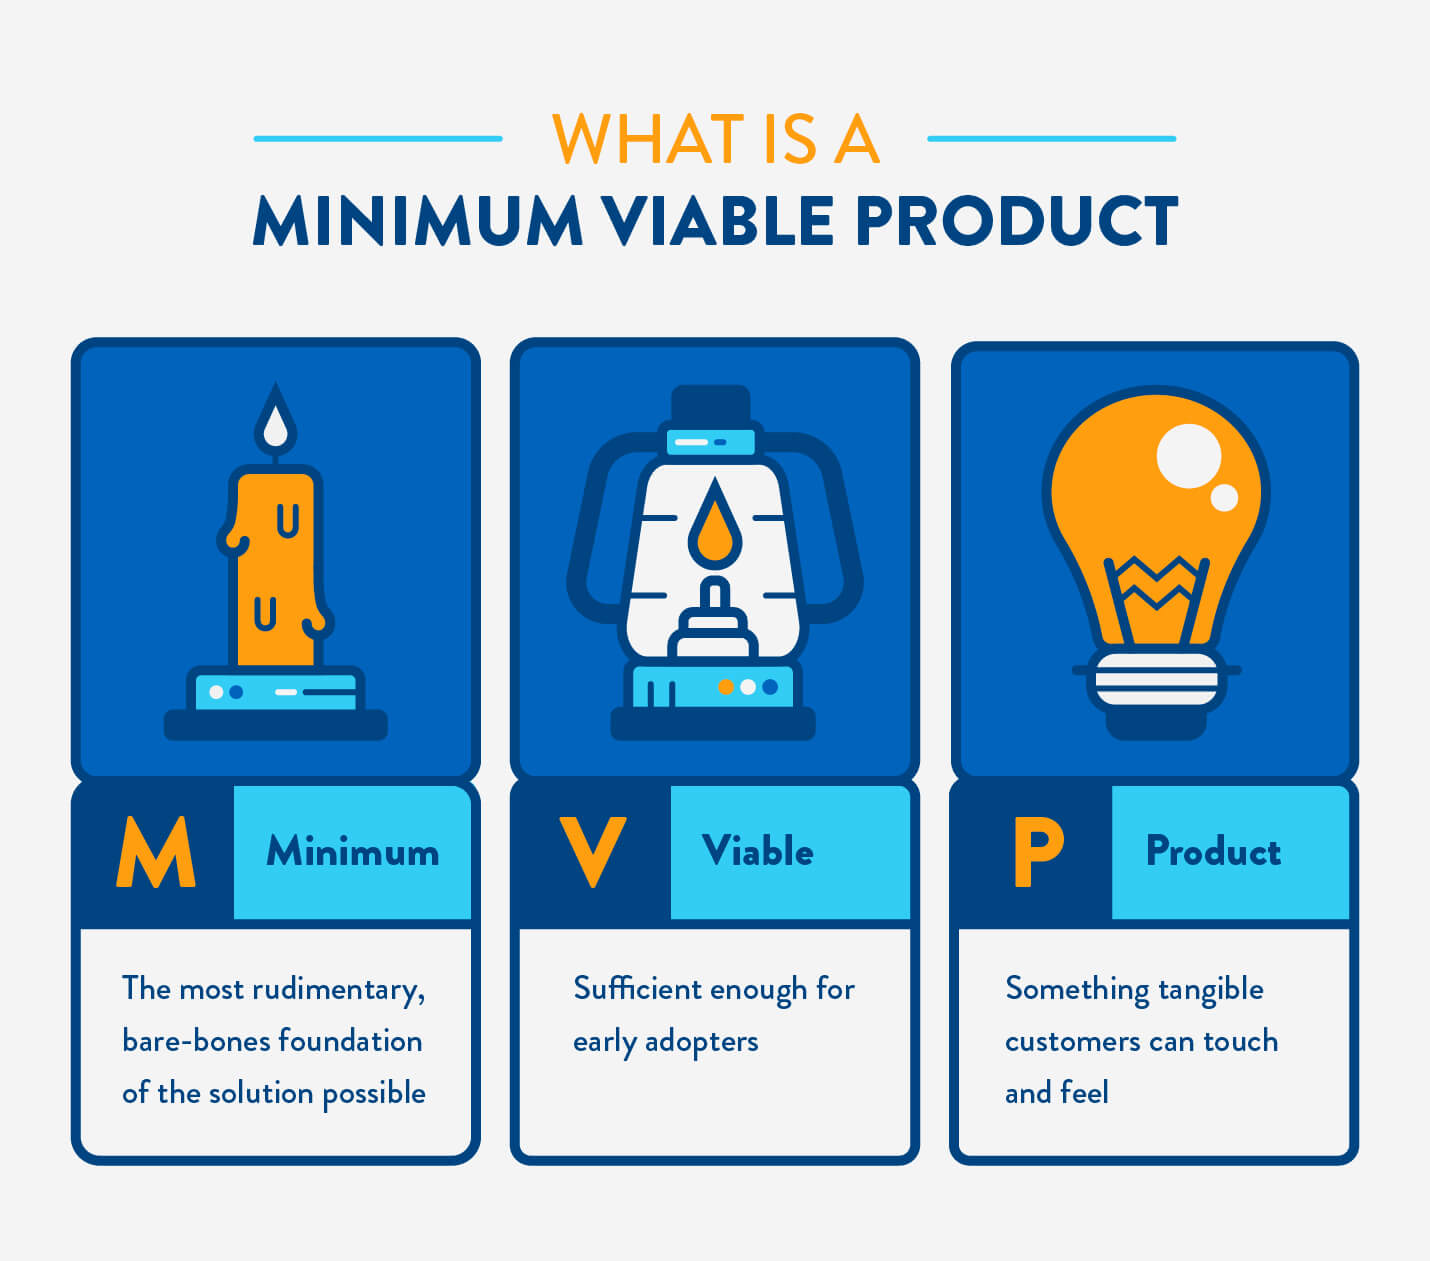 WHAT IS A
MINIMUM VIABLE PRODUCT
M
Minimum
The most rudimentary,
bare-bones foundation
of the solution possible
V
Viable
Sufficient enough for
early adopters
P
Product
Something tangible
customers can touch
and feel